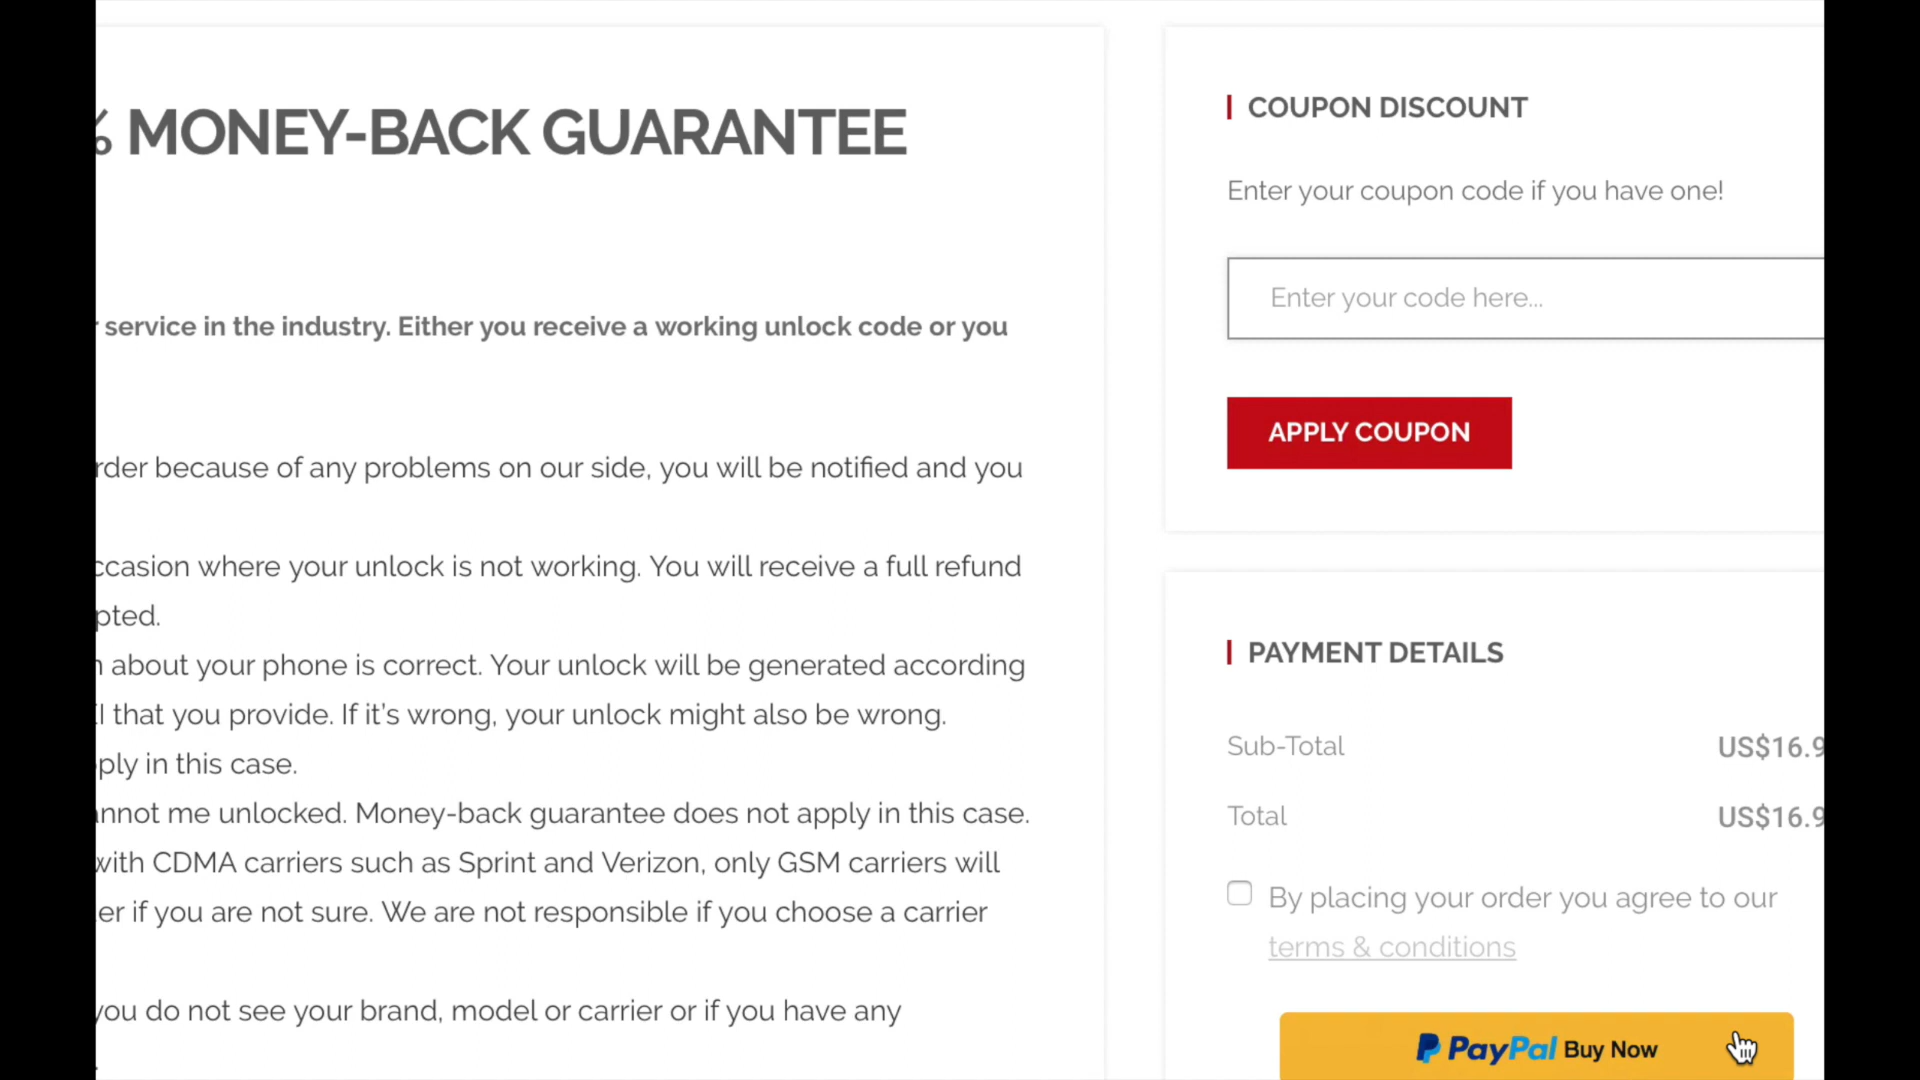 % MONEY-BACK GUARANTEE
service in the industry. Either you receive a working unlock code or you
rder because of any problems on our side, you will be notified and you
ccasion where your unlock is not working. You will receive a full refund
pted.
about your phone is correct. Your unlock will be generated according
I that you provide. If it's wrong, your unlock might also be wrong.
ply in this case.
nnot me unlocked. Money-back guarantee does not apply in this case.
with CDMA carriers such as Sprint and Verizon, only GSM carriers will
er if you are not sure. We are not responsible if you choose a carrier
you do not see your brand, model or carrier or if you have any
COUPON DISCOUNT
Enter your coupon code if you have one!
Enter your code here...
APPLY COUPON
PAYMENT DETAILS
Sub-Total US$16.9
Total US$16.9
By placing your order you agree to our
terms & conditions
PayPal Buy Now